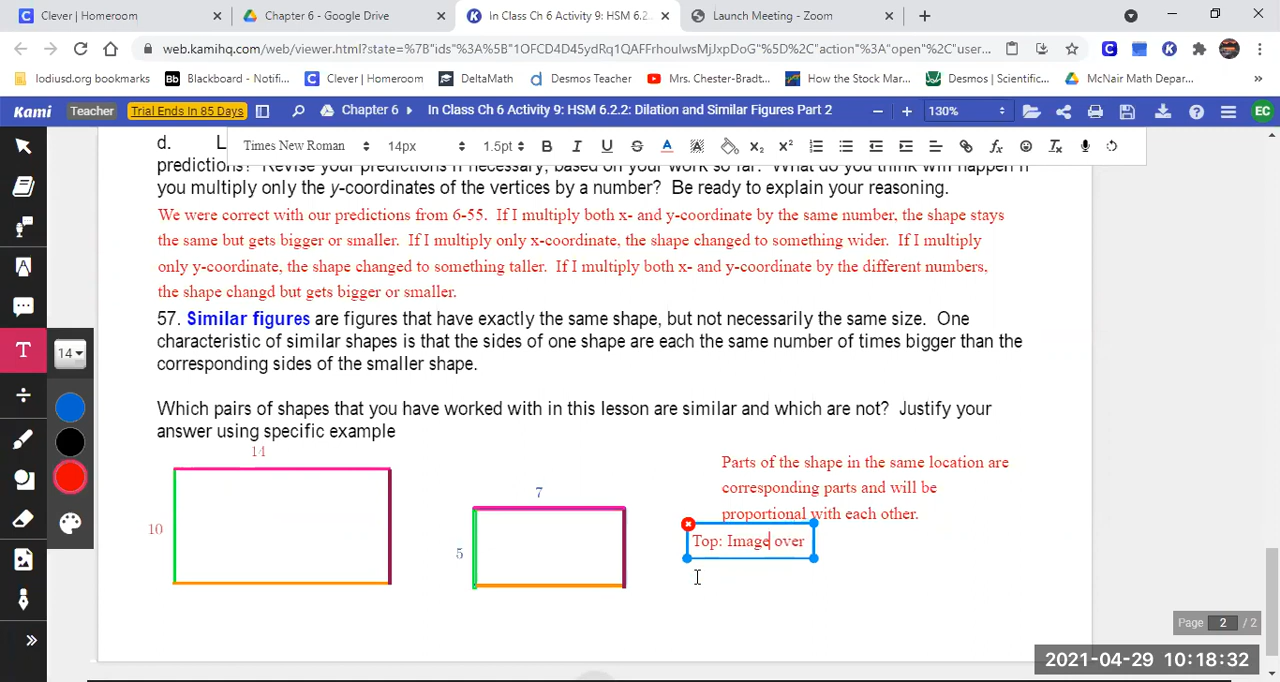 Clever | Homeroom
Chapter 6 - Google Drive
In Class Ch 6 Activity 9: HSM 6.2.
Launch Meeting - Zoom
web.kamihq.com/web/viewer.html?state=%7B"ids"%3A%5B"1OFCD4D45ydRq1QAFFrhoulwsMjJxpDoG"%5D%2C"action"%3A"open"%2C"user...
lodiusd.org bookmarks
Blackboard - Notifi...
Clever | Homeroom
DeltaMath
Desmos Teacher
Mrs. Chester-Bradt...
How the Stock Mar...
Desmos | Scientific...
McNair Math Depar...
»
Kami Teacher Trial Ends In 85 Days
Chapter 6
In Class Ch 6 Activity 9: HSM 6.2.2: Dilation and Similar Figures Part 2
130%
EC
Times New Roman 14px 1.5pt
d. L
predictions? Revise your predictions if necessary, based on your work so far. What do you think will happen if
you multiply only the y-coordinates of the vertices by a number? Be ready to explain your reasoning.
We were correct with our predictions from 6-55. If I multiply both x- and y-coordinate by the same number, the shape stays
the same but gets bigger or smaller. If I multiply only x-coordinate, the shape changed to something wider. If I multiply
only y-coordinate, the shape changed to something taller. If I multiply both x- and y-coordinate by the different numbers,
the shape changd but gets bigger or smaller.
57. Similar figures are figures that have exactly the same shape, but not necessarily the same size. One
characteristic of similar shapes is that the sides of one shape are each the same number of times bigger than the
corresponding sides of the smaller shape.
Which pairs of shapes that you have worked with in this lesson are similar and which are not? Justify your
answer using specific example
14
10
7
5
Parts of the shape in the same location are
corresponding parts and will be
proportional with each other.
Top: Image over
14
Page 2 / 2
2021-04-29 10:18:32